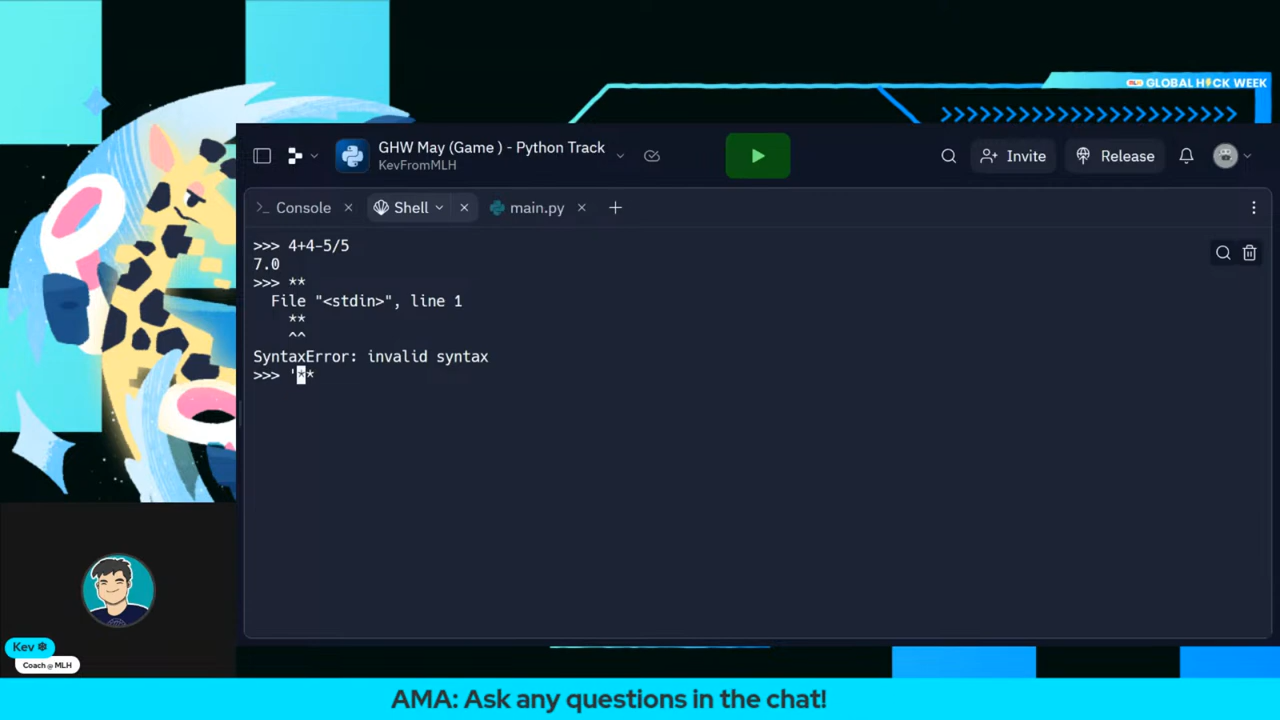 MLH GLOBAL HACK WEEK
GHW May (Game ) - Python Track
KevFromMLH
Invite
Release
Console
Shell
main.py
>>> 4+4-5/5
7.0
>>> **
File "<stdin>", line 1
**
^^
SyntaxError: invalid syntax
>>> '**
Kev ❄
Coach @ MLH
AMA: Ask any questions in the chat!